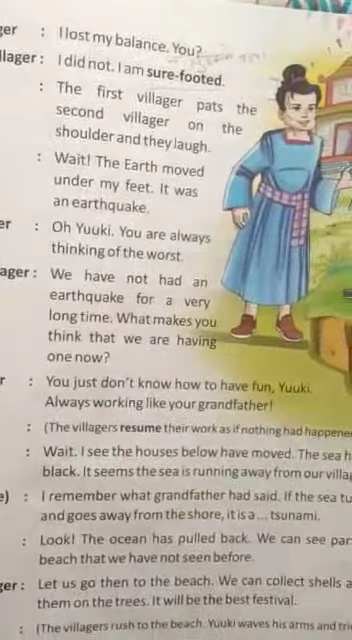 ger : I lost my balance. You?
llager : I did not. I am sure-footed.
: The first villager pats the
second villager on the
shoulder and they laugh.
: Wait! The Earth moved
under my feet. It was
an earthquake.
er : Oh Yuuki. You are always
thinking of the worst.
ager : We have not had an
earthquake for a very
long time. What makes you
think that we are having
one now?
r : You just don't know how to have fun, Yuuki.
Always working like your grandfather!
: (The villagers resume their work as if nothing had happene
: Wait. I see the houses below have moved. The sea h
black. It seems the sea is running away from our villag
e) : I remember what grandfather had said. If the sea tu
and goes away from the shore, it is a ... tsunami.
: Look! The ocean has pulled back. We can see par
beach that we have not seen before.
ger : Let us go then to the beach. We can collect shells a
them on the trees. It will be the best festival.
: (The villagers rush to the beach. Yuuki waves his arms and trie